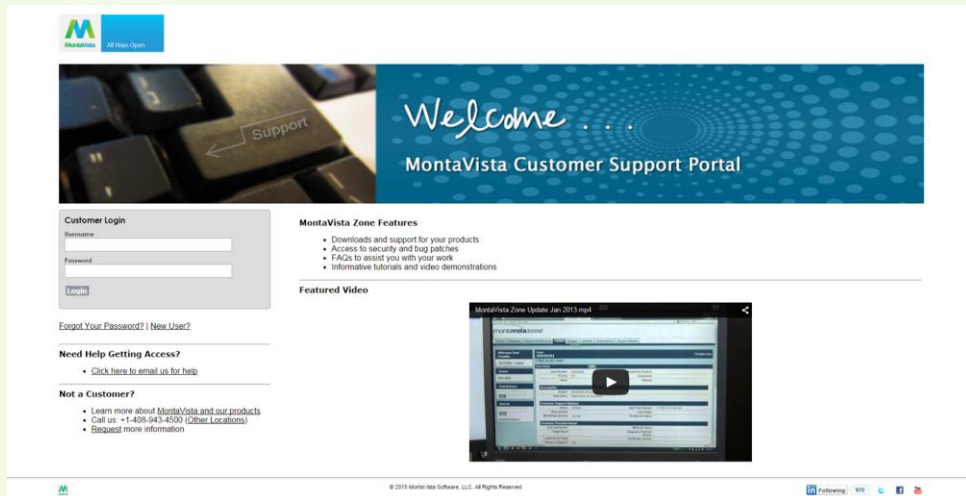 MontaVista
All Ways Open
Support
Welcome ...
MontaVista Customer Support Portal
Customer Login
Username
Password
Login
Forgot Your Password? | New User?
Need Help Getting Access?
Click here to email us for help
Not a Customer?
Learn more about MontaVista and our products
Call us: +1-408-943-4500 (Other Locations)
Request more information
MontaVista Zone Features
Downloads and support for your products
Access to security and bug patches
FAQs to assist you with your work
Informative tutorials and video demonstrations
Featured Video
MontaVista Zone Update Jan 2013.mp4
montavista zone
© 2015 MontaVista Software, LLC. All Rights Reserved
in Following 970